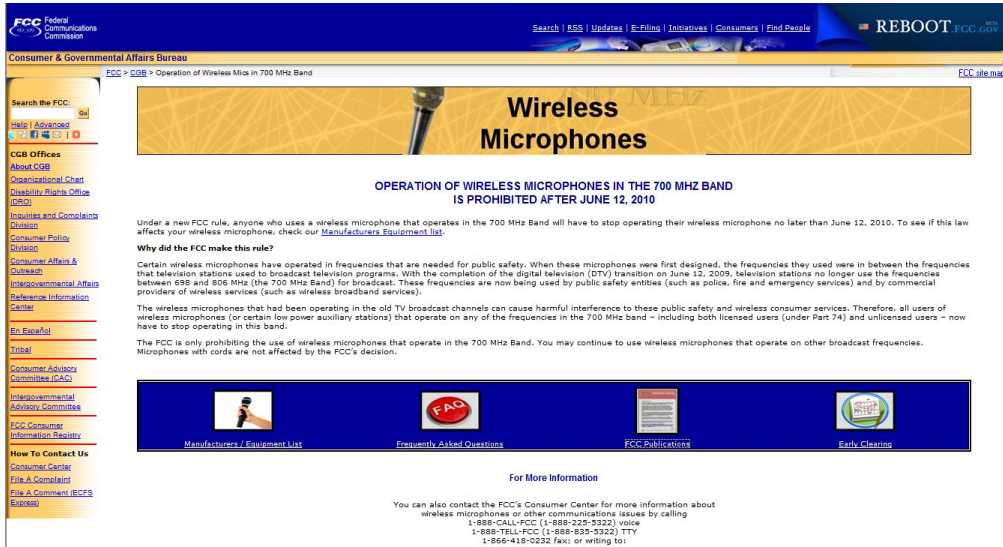 FCC Federal
Communications
Commission
Search | RSS | Updates | E-Filing | Initiatives | Consumers | Find People
REBOOT.FCC.GOV BETA
Consumer & Governmental Affairs Bureau
FCC > CGB > Operation of Wireless Mics in 700 MHz Band
FCC site map
Search the FCC:
Go
Help | Advanced
CGB Offices
About CGB
Organizational Chart
Disability Rights Office
(DRO)
Inquiries and Complaints
Division
Consumer Policy
Division
Consumer Affairs &
Outreach
Intergovernmental Affairs
Reference Information
Center
En Español
Tribal
Consumer Advisory
Committee (CAC)
Intergovernmental
Advisory Committee
FCC Consumer
Information Registry
How To Contact Us
Consumer Center
File A Complaint
File A Comment (ECFS
Express)
700 MHz
Wireless
Microphones
OPERATION OF WIRELESS MICROPHONES IN THE 700 MHZ BAND
IS PROHIBITED AFTER JUNE 12, 2010
Under a new FCC rule, anyone who uses a wireless microphone that operates in the 700 MHz Band will have to stop operating their wireless microphone no later than June 12, 2010. To see if this law
affects your wireless microphone, check our Manufacturers Equipment list.
Why did the FCC make this rule?
Certain wireless microphones have operated in frequencies that are needed for public safety. When these microphones were first designed, the frequencies they used were in between the frequencies
that television stations used to broadcast television programs. With the completion of the digital television (DTV) transition on June 12, 2009, television stations no longer use the frequencies
between 698 and 806 MHz (the 700 MHz Band) for broadcast. These frequencies are now being used by public safety entities (such as police, fire and emergency services) and by commercial
providers of wireless services (such as wireless broadband services).
The wireless microphones that had been operating in the old TV broadcast channels can cause harmful interference to these public safety and wireless consumer services. Therefore, all users of
wireless microphones (or certain low power auxiliary stations) that operate on any of the frequencies in the 700 MHz band – including both licensed users (under Part 74) and unlicensed users – now
have to stop operating in this band.
The FCC is only prohibiting the use of wireless microphones that operate in the 700 MHz Band. You may continue to use wireless microphones that operate on other broadcast frequencies.
Microphones with cords are not affected by the FCC's decision.
FAQ
Manufacturers / Equipment List
Frequently Asked Questions
FCC Publications
Early Clearing
For More Information
You can also contact the FCC's Consumer Center for more information about
wireless microphones or other communications issues by calling
1-888-CALL-FCC (1-888-225-5322) voice
1-888-TELL-FCC (1-888-835-5322) TTY
1-866-418-0232 fax; or writing to: